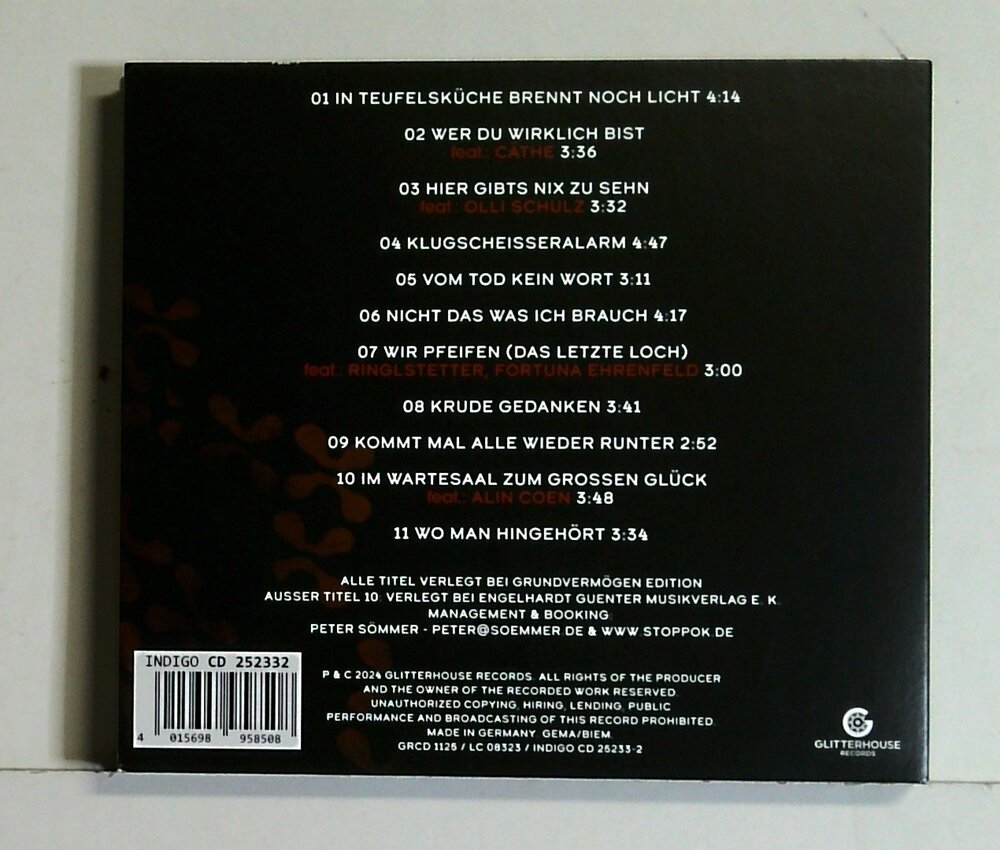 01 IN TEUFELSKÜCHE BRENNT NOCH LICHT 4:14
02 WER DU WIRKLICH BIST
feat.: CATHE 3:36
03 HIER GIBTS NIX ZU SEHN
feat.: OLLI SCHULZ 3:32
04 KLUGSCHEISSERALARM 4:47
05 VOM TOD KEIN WORT 3:11
06 NICHT DAS WAS ICH BRAUCH 4:17
07 WIR PFEIFEN (DAS LETZTE LOCH)
feat.: RINGLSTETTER, FORTUNA EHRENFELD 3:00
08 KRUDE GEDANKEN 3:41
09 KOMMT MAL ALLE WIEDER RUNTER 2:52
10 IM WARTESAAL ZUM GROSSEN GLÜCK
feat.: ALIN COEN 3:48
11 WO MAN HINGEHÖRT 3:34
ALLE TITEL VERLEGT BEI GRUNDVERMÖGEN EDITION
AUSSER TITEL 10: VERLEGT BEI ENGELHARDT GUENTER MUSIKVERLAG E. K.
MANAGEMENT & BOOKING:
PETER SÖMMER - PETER@SOEMMER.DE & WWW.STOPPOK.DE
P & C 2024 GLITTERHOUSE RECORDS. ALL RIGHTS OF THE PRODUCER
AND THE OWNER OF THE RECORDED WORK RESERVED.
UNAUTHORIZED COPYING, HIRING, LENDING, PUBLIC
PERFORMANCE AND BROADCASTING OF THIS RECORD PROHIBITED.
MADE IN GERMANY. GEMA/BIEM.
GRCD 1125 / LC 08323 / INDIGO CD 25233-2
INDIGO CD 252332
4 015698 958508
GLITTERHOUSE
RECORDS